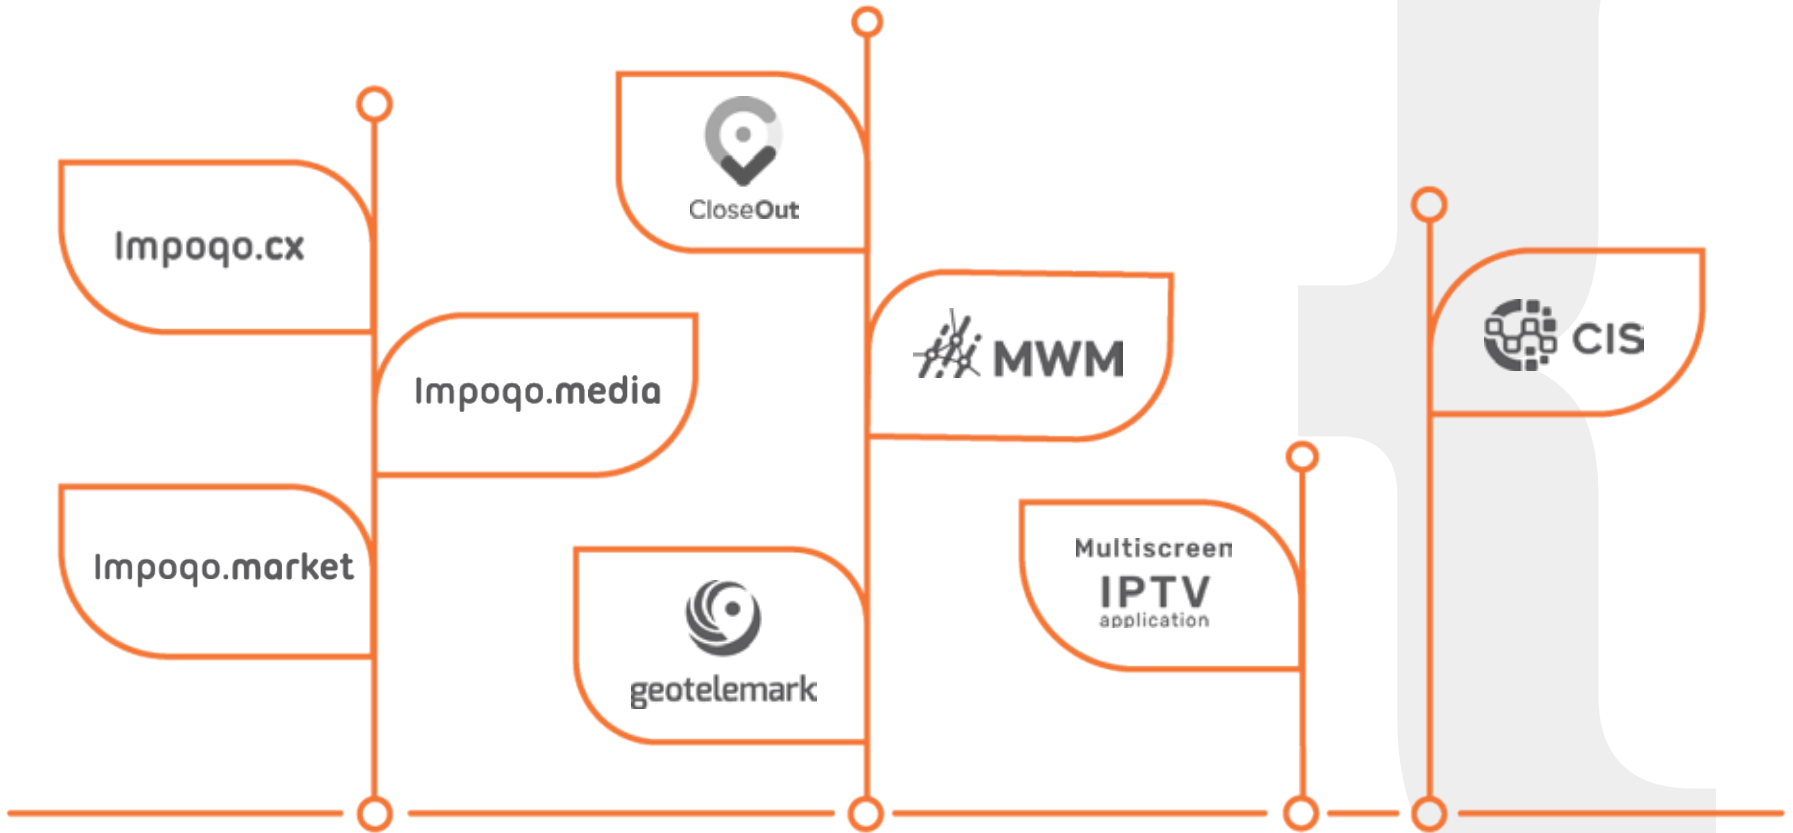 Impoqo.cx
Impoqo.media
Impoqo.market
CloseOut
MWM
geotelemark
Multiscreen
IPTV
application
CIS